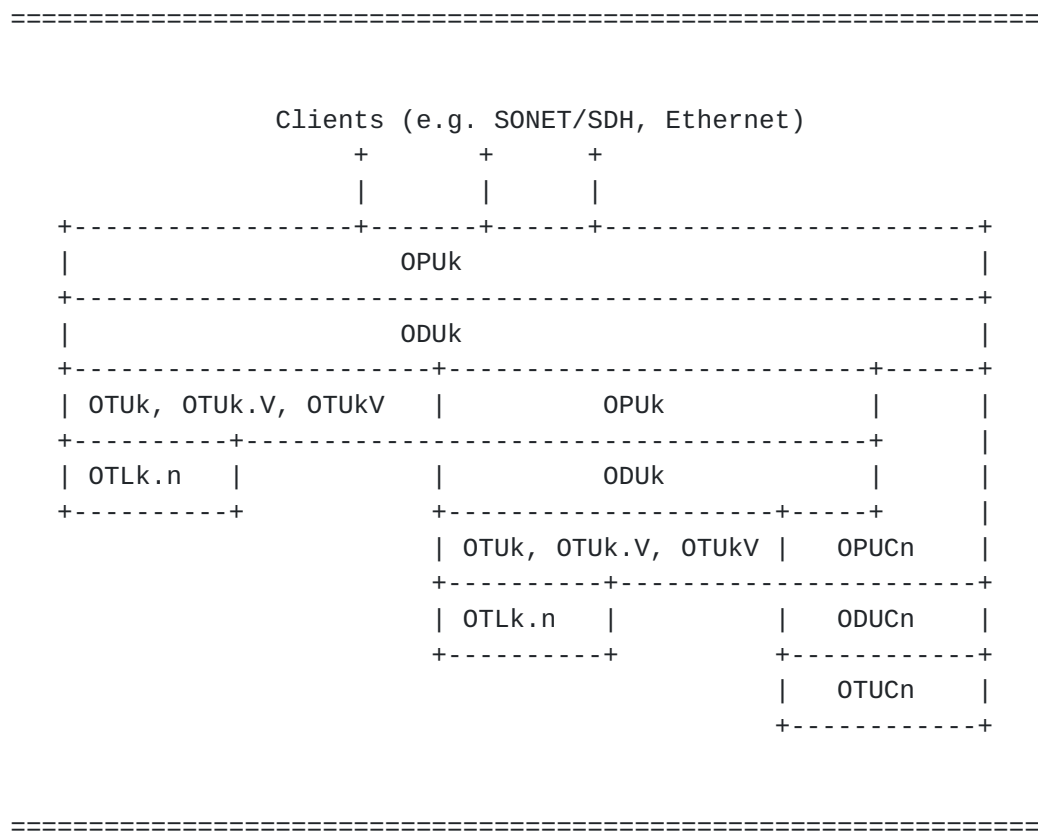 ==================================================================
Clients (e.g. SONET/SDH, Ethernet)
                   +       +      +
                   |       |      |
+------------------+-------+------+------------------------+
|                     OPUk                                 |
+----------------------------------------------------------+
|                     ODUk                                 |
+-----------------------+---------------------------+------+
| OTUk, OTUk.V, OTUkV   |          OPUk             |      |
+----------+----------------------------------------+      |
| OTLk.n   |            |          ODUk             |      |
+----------+            +---------------------+-----+      |
                        | OTUk, OTUk.V, OTUkV |   OPUCn    |
                        +----------+-----------------------+
                        | OTLk.n   |          |   ODUCn    |
                        +----------+          +------------+
                                              |   OTUCn    |
                                              +------------+
==================================================================